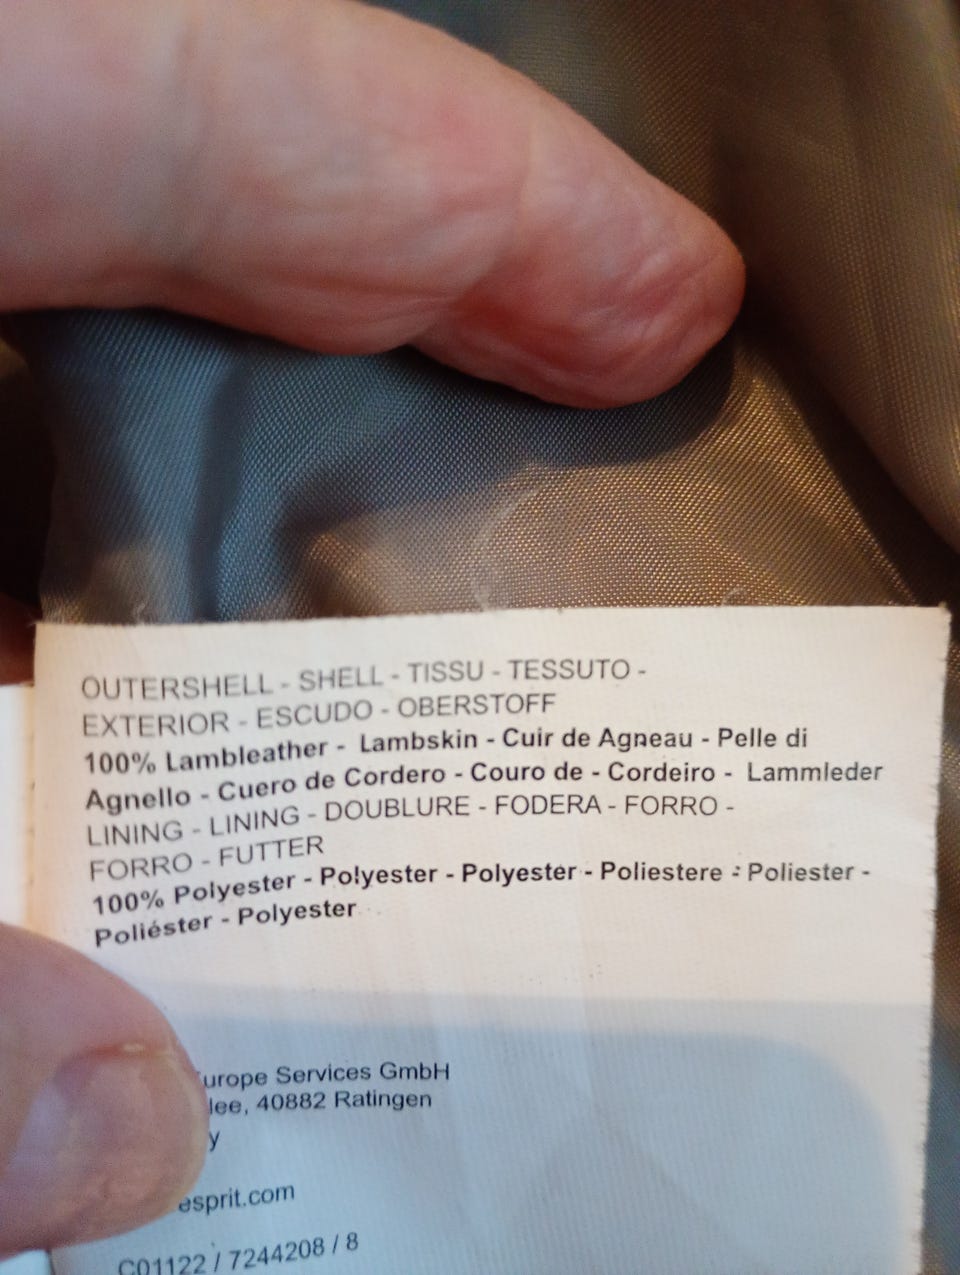 OUTERSHELL - SHELL - TISSU - TESSUTO -
EXTERIOR - ESCUDO - OBERSTOFF
100% Lambleather - Lambskin - Cuir de Agneau - Pelle di
Agnello - Cuero de Cordero - Couro de - Cordeiro - Lammleder
LINING - LINING - DOUBLURE - FODERA - FORRO -
FORRO - FUTTER
100% Polyester - Polyester - Polyester - Poliestere - Poliester -
Poliéster - Polyester
urope Services GmbH
lee, 40882 Ratingen
y
esprit.com
C01122 / 7244208 / 8